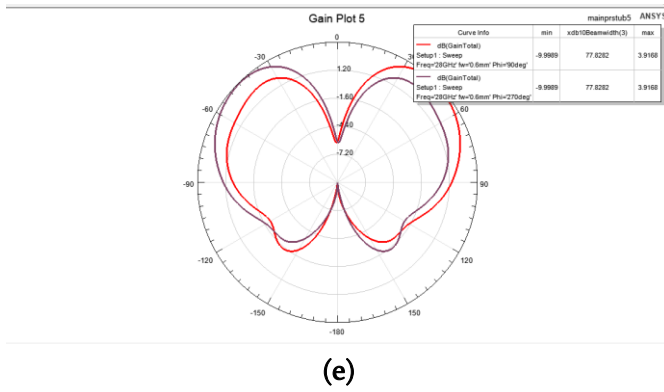 Gain Plot 5
mainprstub5 ANSYS
Curve Info min xdb10Beamwidth(3) max
dB(GainTotal)
Setup1 : Sweep
Freq='28GHz' fw='0.6mm' Phi='90deg'
-9.9989 77.8282 3.9168
dB(GainTotal)
Setup1 : Sweep
Freq='28GHz' fw='0.6mm' Phi='270deg'
-9.9989 77.8282 3.9168
0
-30 30
1.20
-60 60
-1.60
-4.40
-7.20
-90 90
-120 120
-150 150
-180
(e)